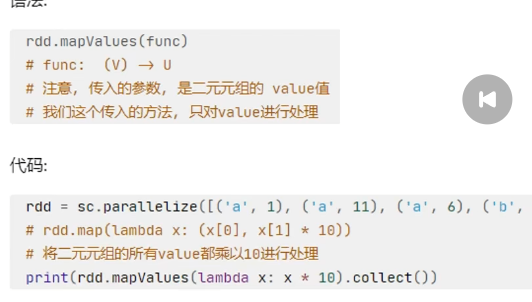 语法:
rdd.mapValues(func)
# func: (V) -> U
# 注意, 传入的参数, 是二元元组的 value值
# 我们这个传入的方法, 只对value进行处理
代码:
rdd = sc.parallelize([('a', 1), ('a', 11), ('a', 6), ('b',
# rdd.map(lambda x: (x[0], x[1] * 10))
# 将二元元组的所有value都乘以10进行处理
print(rdd.mapValues(lambda x: x * 10).collect())